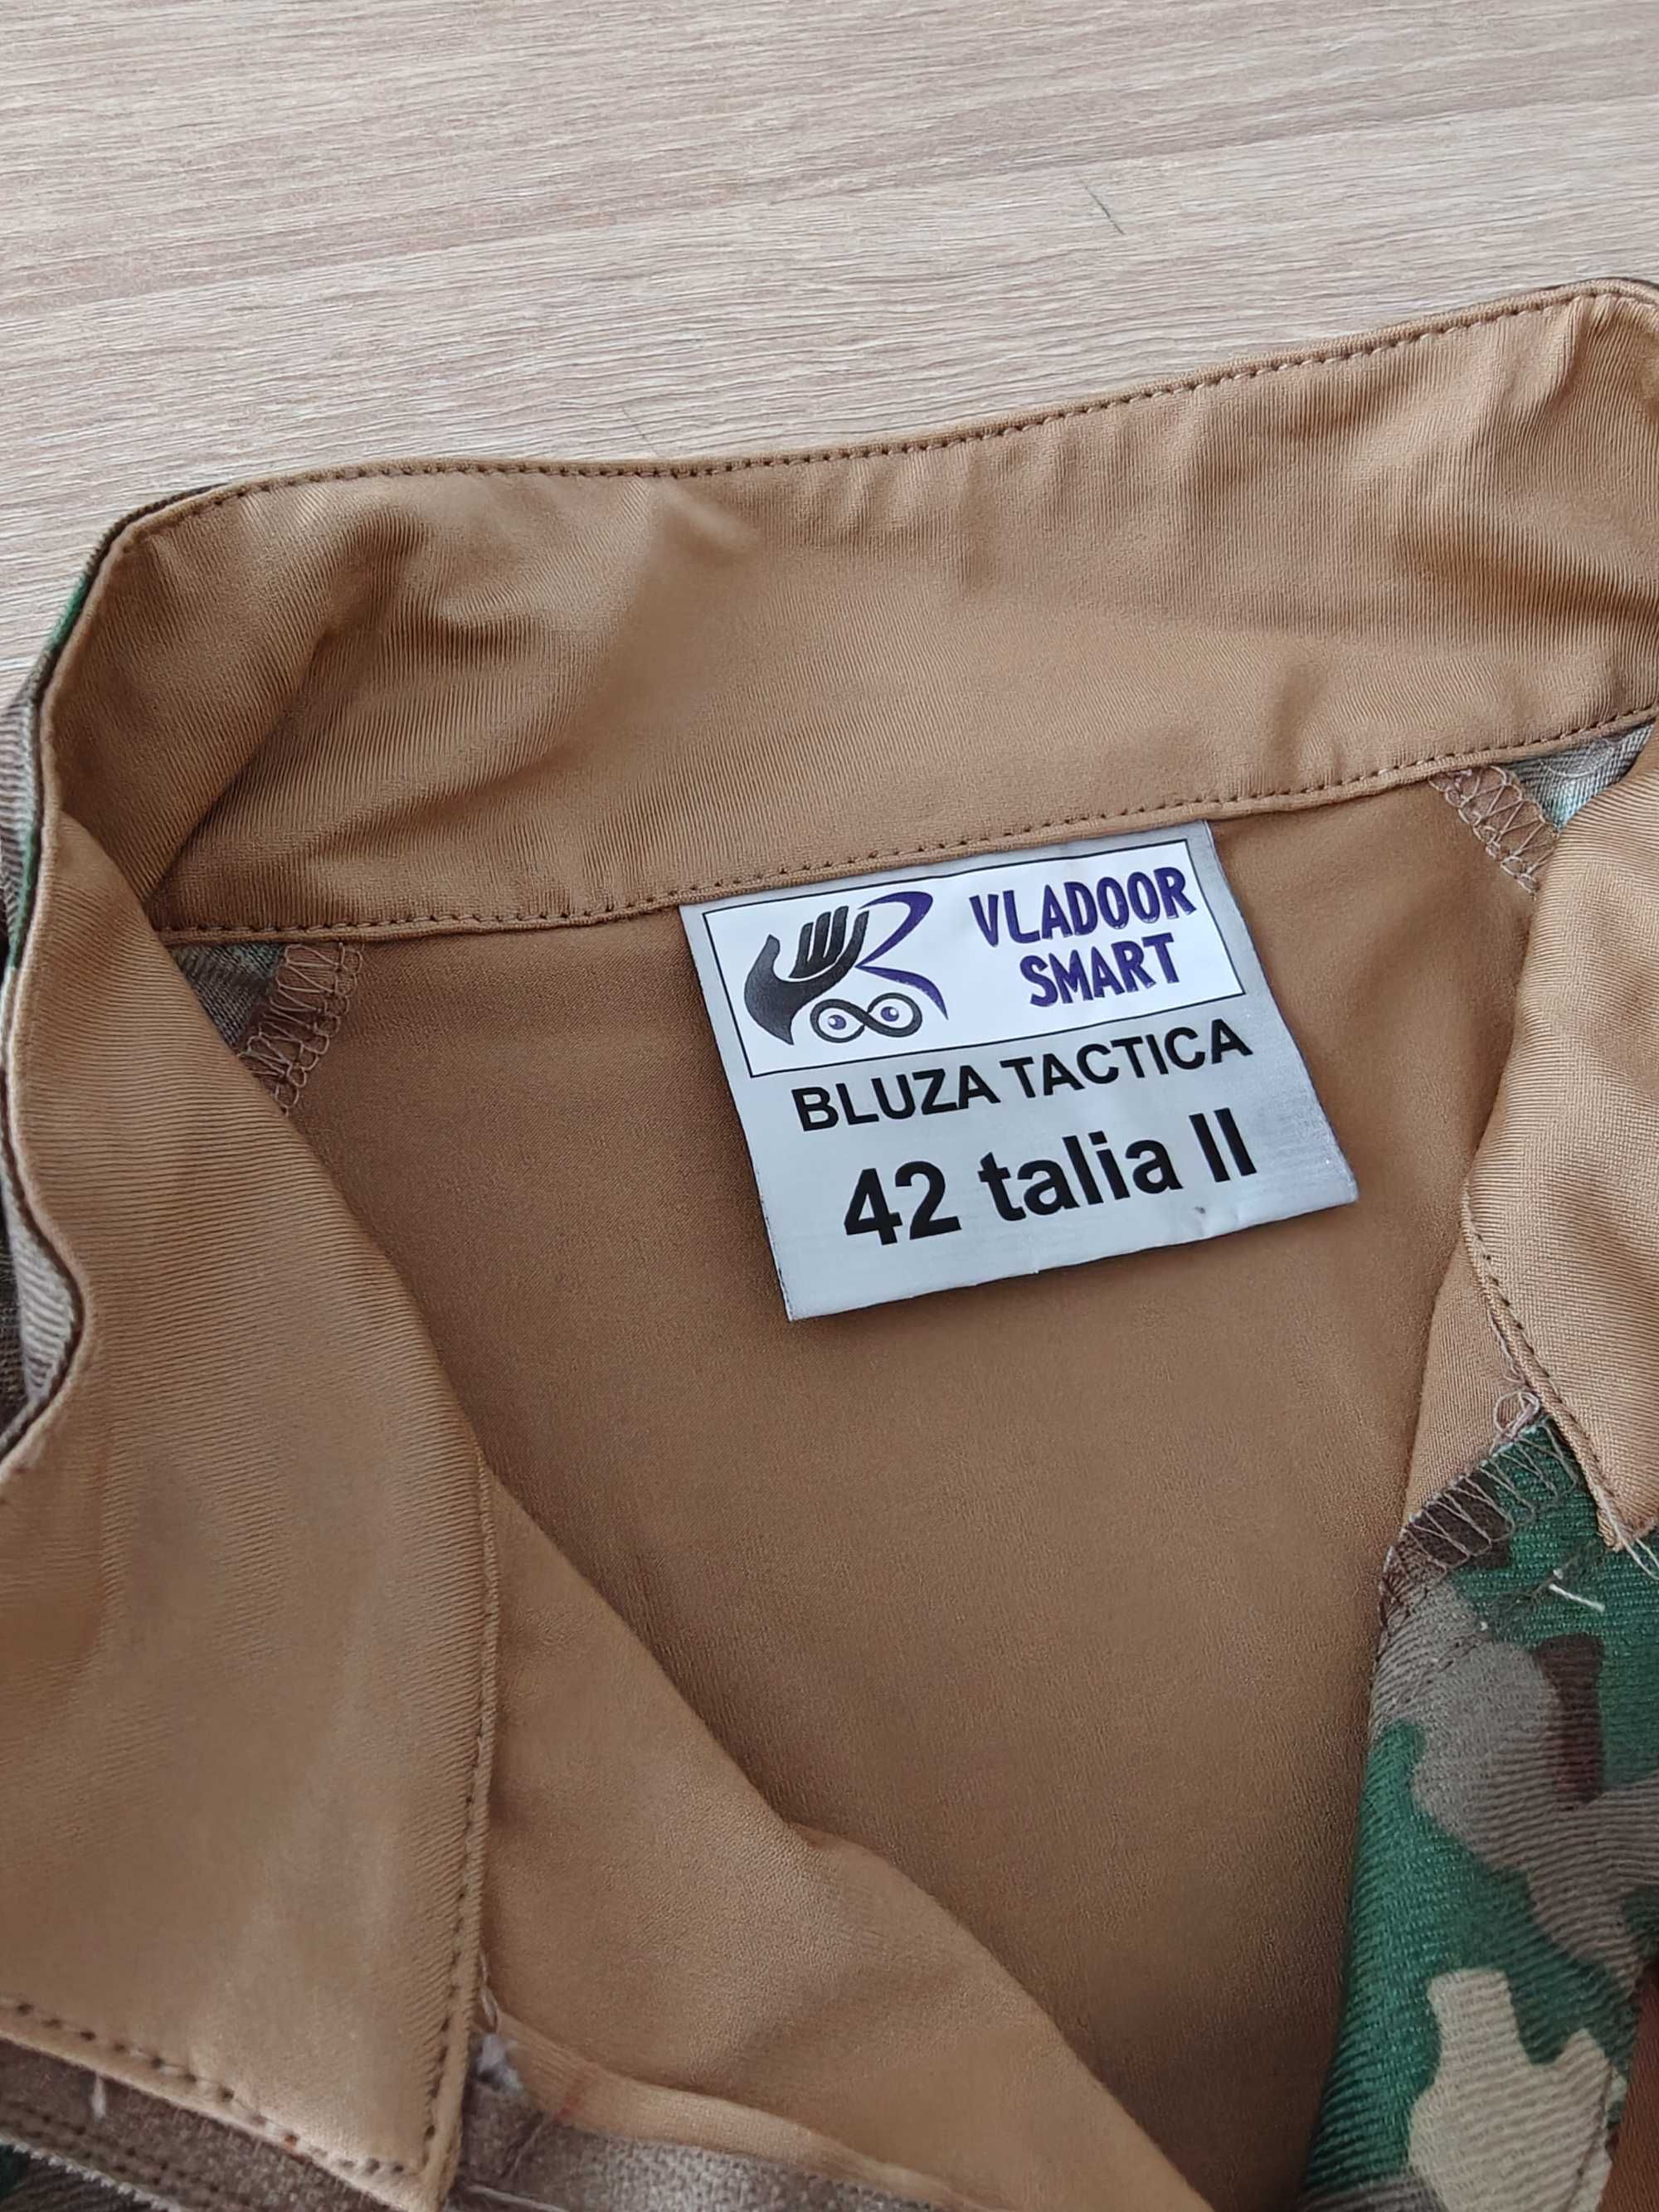 VLADOOR
SMART
BLUZA TACTICA
42 talia II